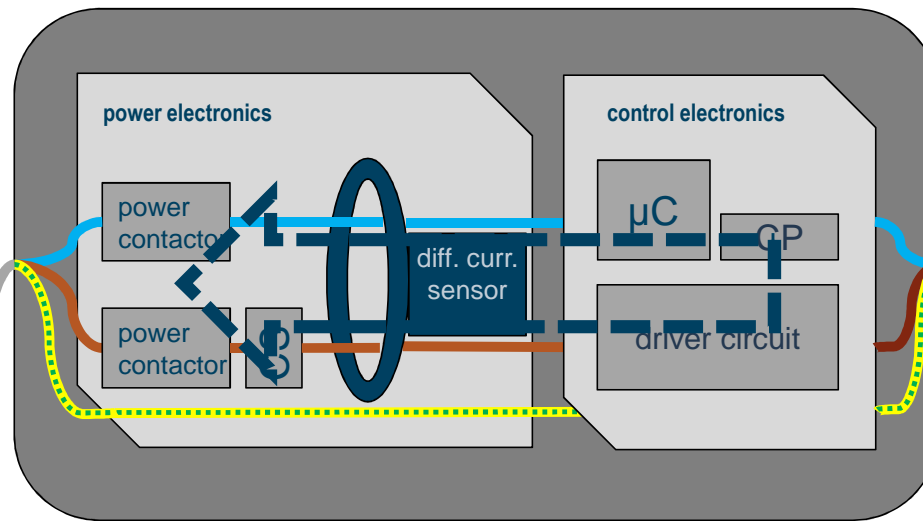 power electronics
control electronics
power
contactor
µC
CP
diff. curr.
sensor
power
contactor
driver circuit